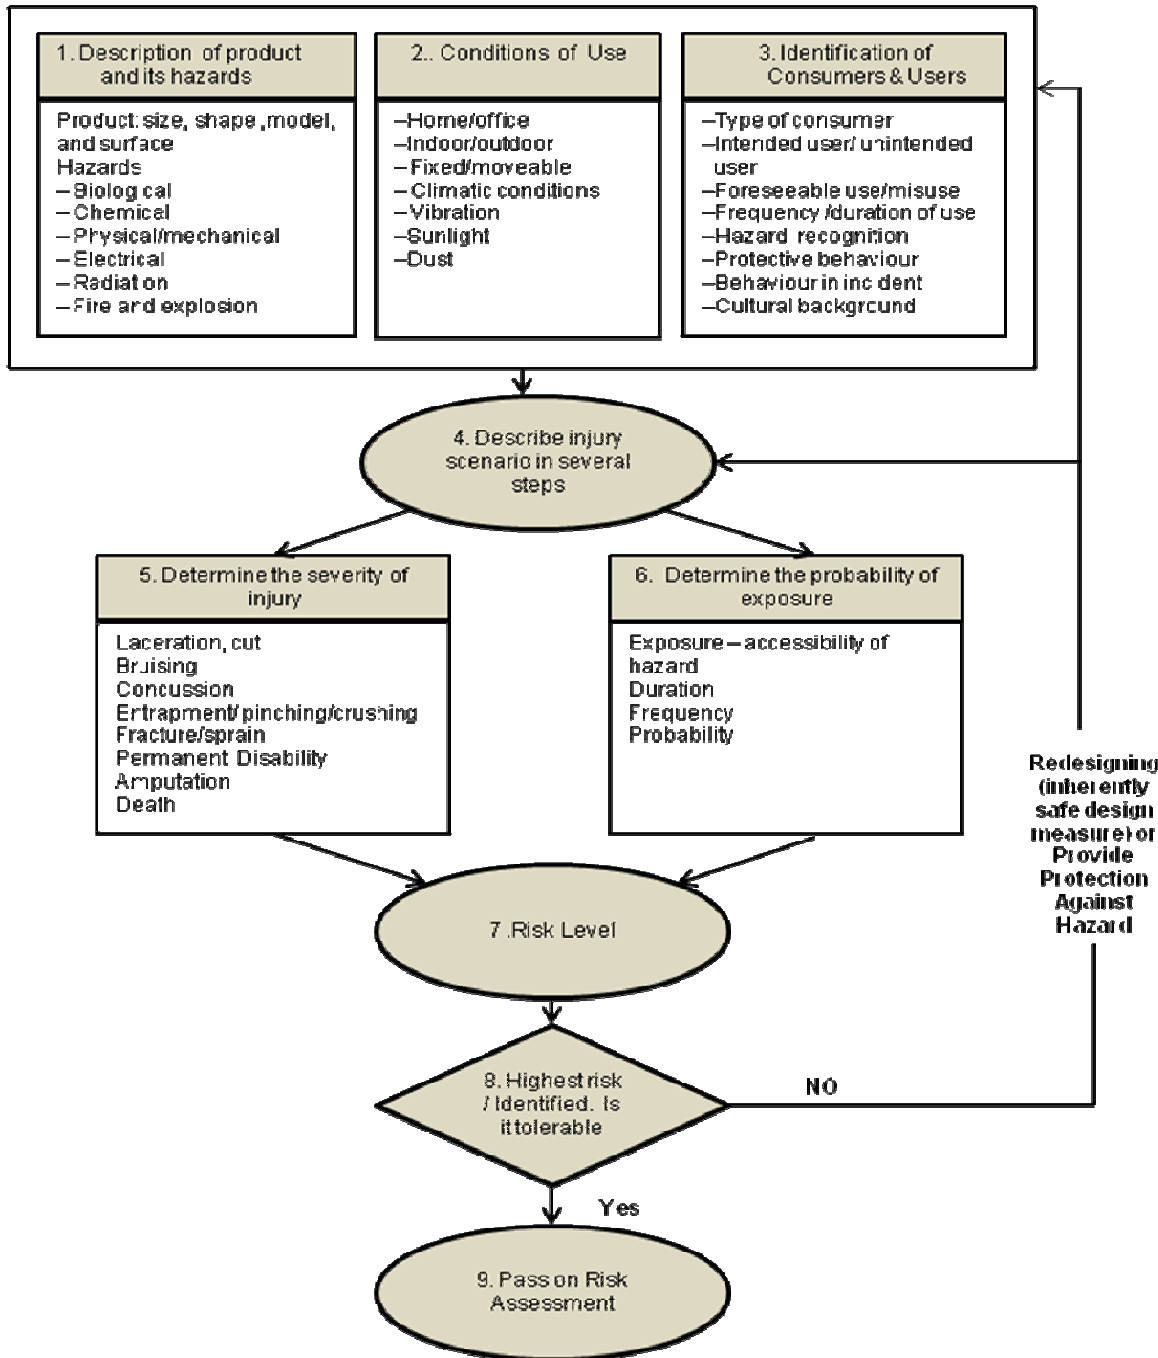 1. Description of product
and its hazards
Product: size, shape, model,
and surface
Hazards
– Biological
– Chemical
– Physical/mechanical
– Electrical
– Radiation
– Fire and explosion
2.. Conditions of Use
–Home/office
–Indoor/outdoor
– Fixed/moveable
– Climatic conditions
–Vibration
–Sunlight
–Dust
3. Identification of
Consumers & Users
–Type of consumer
–Intended user/ unintended
user
–Foreseeable use/misuse
–Frequency /duration of use
–Hazard recognition
–Protective behaviour
–Behaviour in incident
–Cultural background
4. Describe injury
scenario in several
steps
5. Determine the severity of
injury
Laceration, cut
Bruising
Concussion
Entrapment/ pinching/crushing
Fracture/sprain
Permanent Disability
Amputation
Death
6. Determine the probability of
exposure
Exposure – accessibility of
hazard
Duration
Frequency
Probability
Redesigning
(inherently
safe design
measure) or
Provide
Protection
Against
Hazard
7 .Risk Level
8. Highest risk
/ Identified. Is
it tolerable
NO
Yes
9. Pass on Risk
Assessment